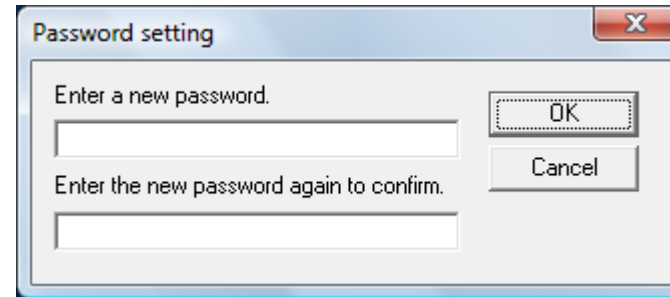 Password setting
Enter a new password.
OK
Cancel
Enter the new password again to confirm.